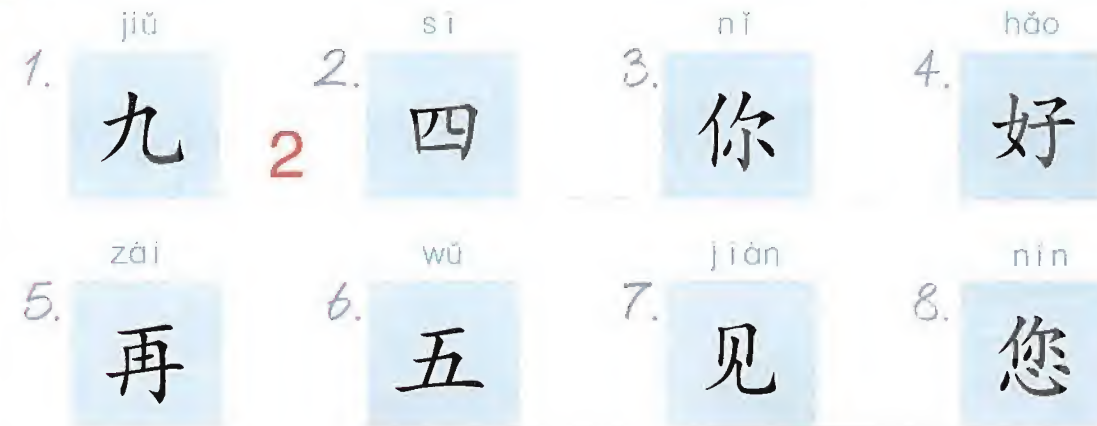 jiǔ sì nǐ hǎo
1. 九 2 2. 四 3. 你 4. 好
zài wǔ jiàn nín
5. 再 6. 五 7. 见 8. 您